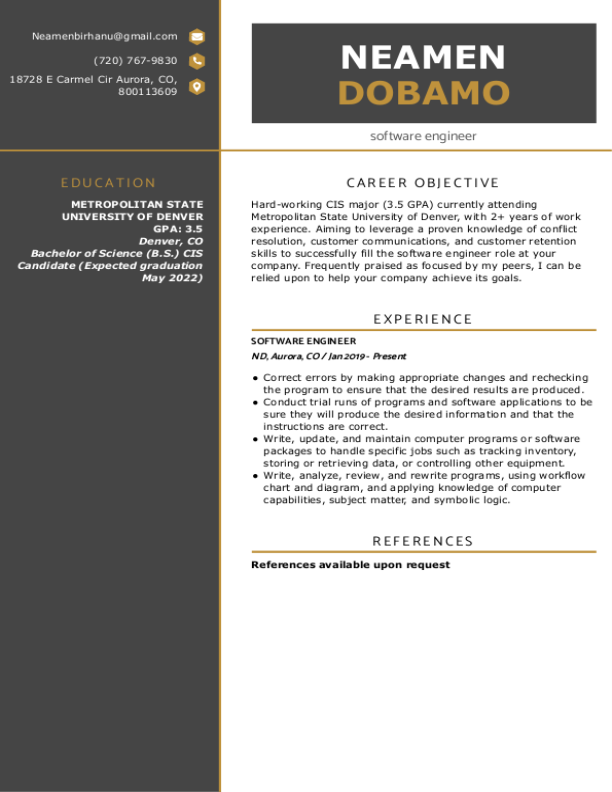 Neamenbirhanu@gmail.com
(720) 767-9830
18728 E Carmel Cir Aurora, CO,
800113609
NEAMEN
DOBAMO
software engineer
EDUCATION
METROPOLITAN STATE
UNIVERSITY OF DENVER
GPA: 3.5
Denver, CO
Bachelor of Science (B.S.) CIS
Candidate (Expected graduation
May 2022)
CAREER OBJECTIVE
Hard-working CIS major (3.5 GPA) currently attending
Metropolitan State University of Denver, with 2+ years of work
experience. Aiming to leverage a proven knowledge of conflict
resolution, customer communications, and customer retention
skills to successfully fill the software engineer role at your
company. Frequently praised as focused by my peers, I can be
relied upon to help your company achieve its goals.
EXPERIENCE
SOFTWARE ENGINEER
ND, Aurora, CO / Jan 2019 - Present
● Correct errors by making appropriate changes and rechecking
the program to ensure that the desired results are produced.
● Conduct trial runs of programs and software applications to be
sure they will produce the desired information and that the
instructions are correct.
● Write, update, and maintain computer programs or software
packages to handle specific jobs such as tracking inventory,
storing or retrieving data, or controlling other equipment.
● Write, analyze, review, and rewrite programs, using workflow
chart and diagram, and applying knowledge of computer
capabilities, subject matter, and symbolic logic.
REFERENCES
References available upon request